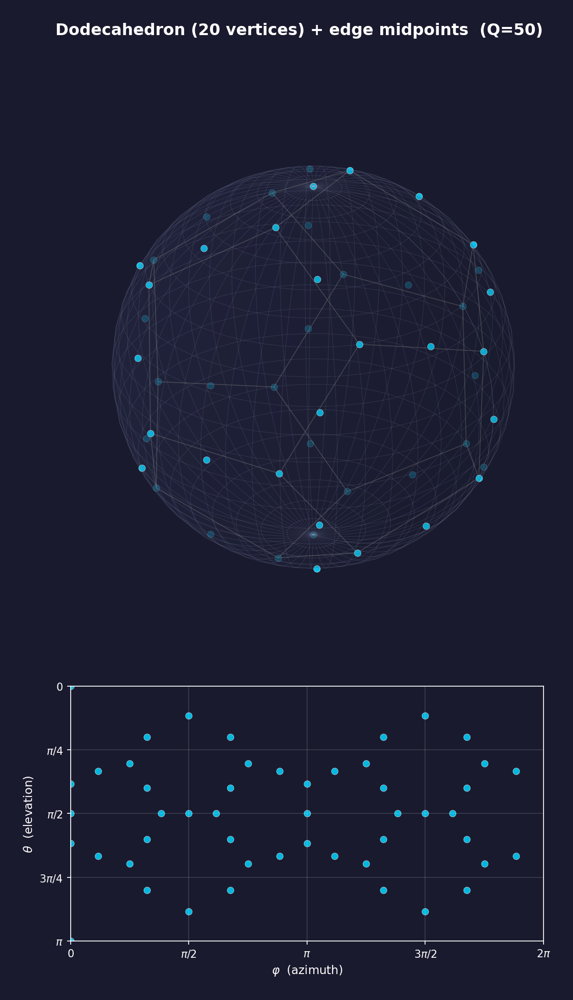 Dodecahedron (20 vertices) + edge midpoints (Q=50)
0
π/4
π/2
3π/4
π
θ (elevation)
0
π/2
π
3π/2
2π
φ (azimuth)